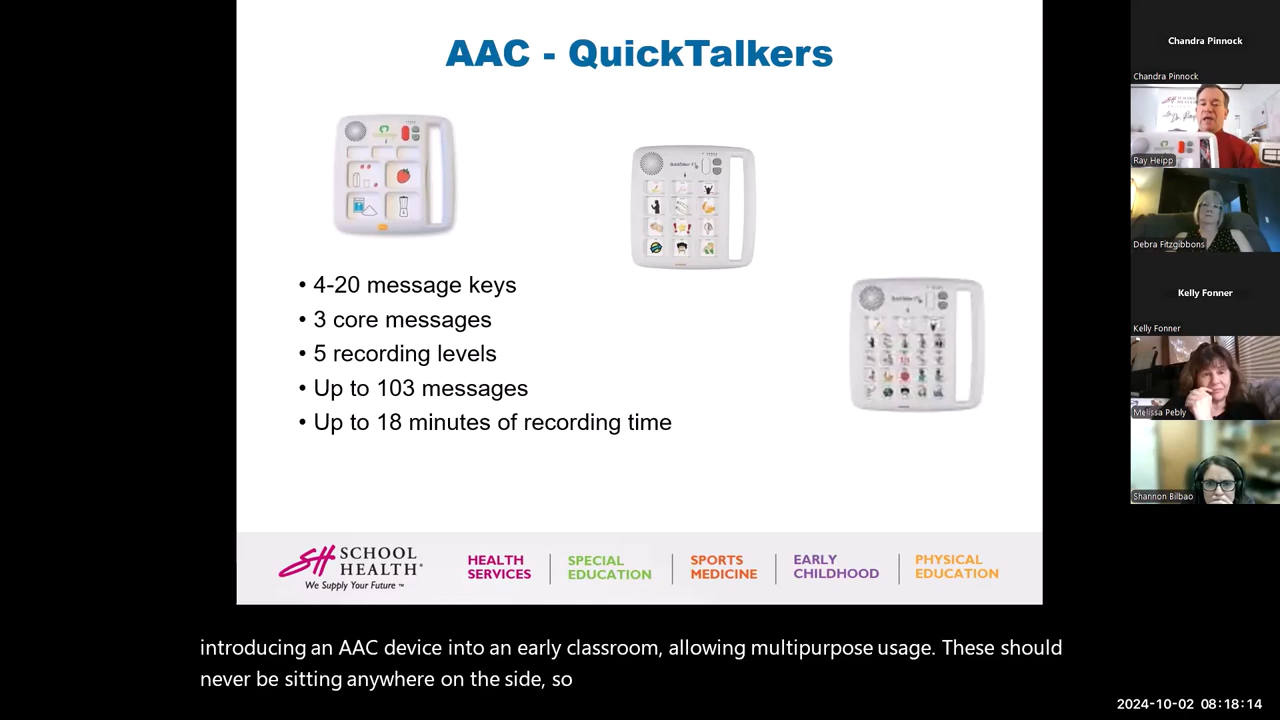 AAC - QuickTalkers
• 4-20 message keys
• 3 core messages
• 5 recording levels
• Up to 103 messages
• Up to 18 minutes of recording time
SH SCHOOL HEALTH
We Supply Your Future ™
HEALTH SERVICES
SPECIAL EDUCATION
SPORTS MEDICINE
EARLY CHILDHOOD
PHYSICAL EDUCATION
Chandra Pinnock
Chandra Pinnock
Ray Heipp
Debra Fitzgibbons
Kelly Fonner
Kelly Fonner
Melissa Pebly
Shannon Bilbao
introducing an AAC device into an early classroom, allowing multipurpose usage. These should
never be sitting anywhere on the side, so
2024-10-02 08:18:14